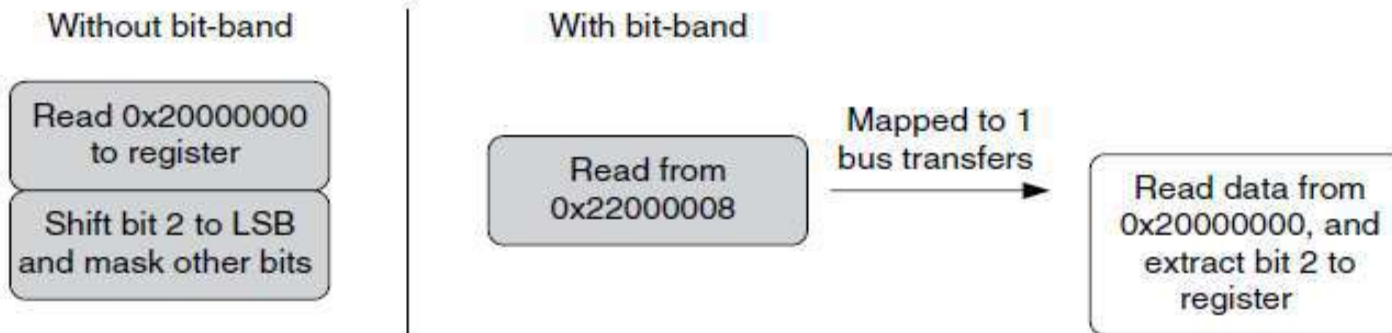 Without bit-band
Read 0x20000000
to register
Shift bit 2 to LSB
and mask other bits
With bit-band
Read from
0x22000008
Mapped to 1
bus transfers
Read data from
0x20000000, and
extract bit 2 to
register